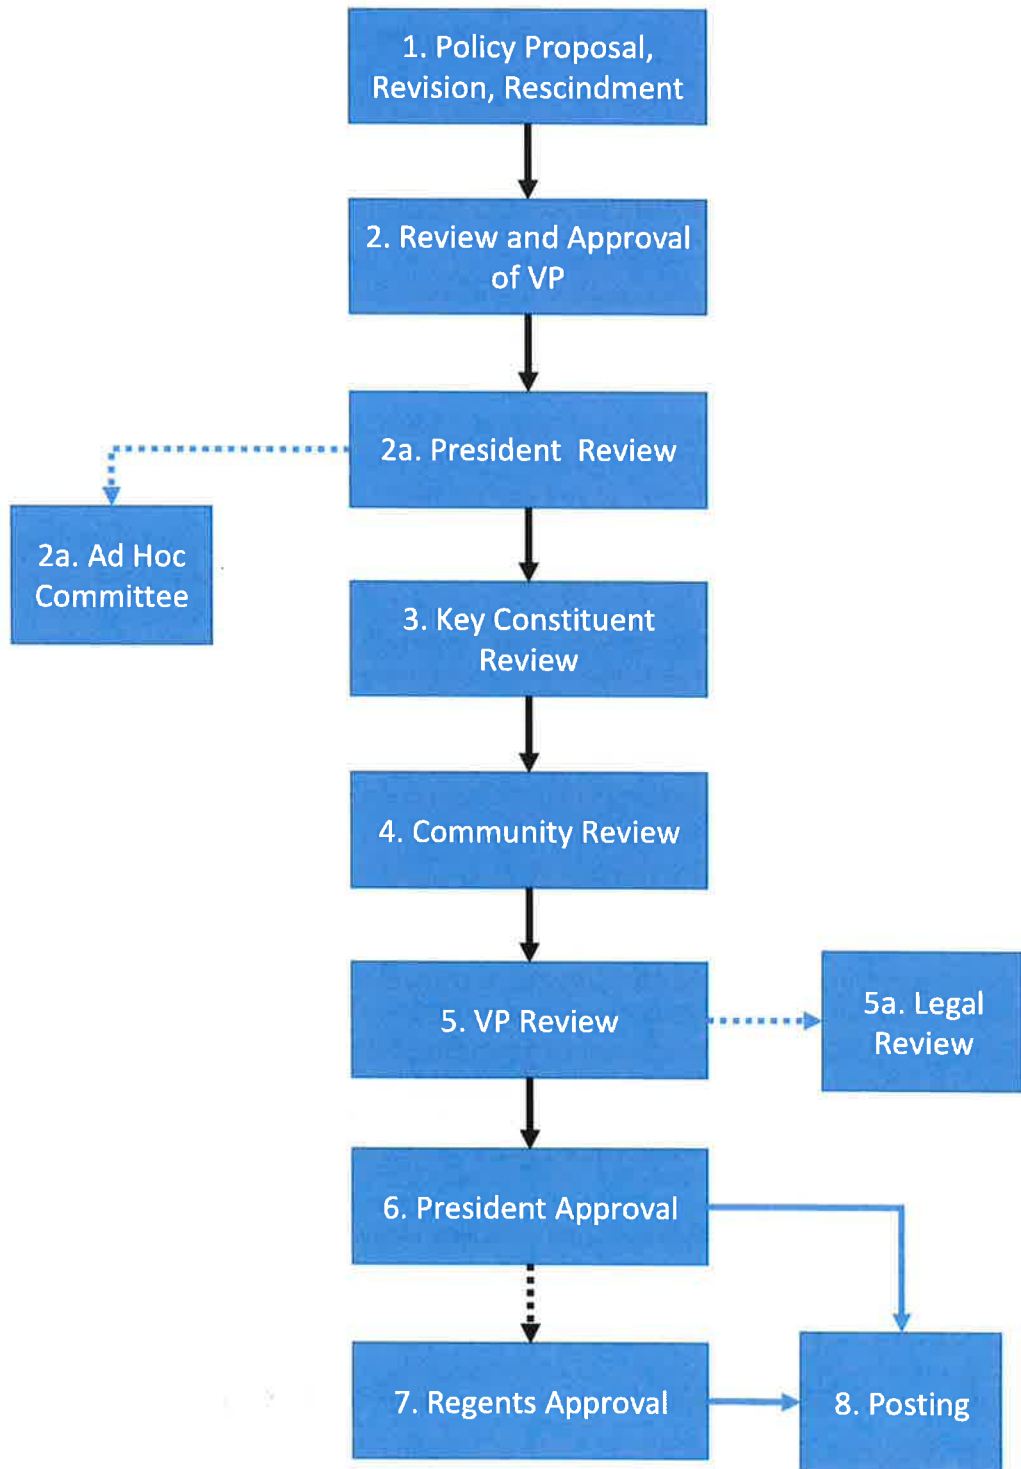 1. Policy Proposal,
Revision, Rescindment
2. Review and Approval
of VP
2a. President Review
2a. Ad Hoc
Committee
3. Key Constituent
Review
4. Community Review
5. VP Review
5a. Legal
Review
6. President Approval
7. Regents Approval
8. Posting